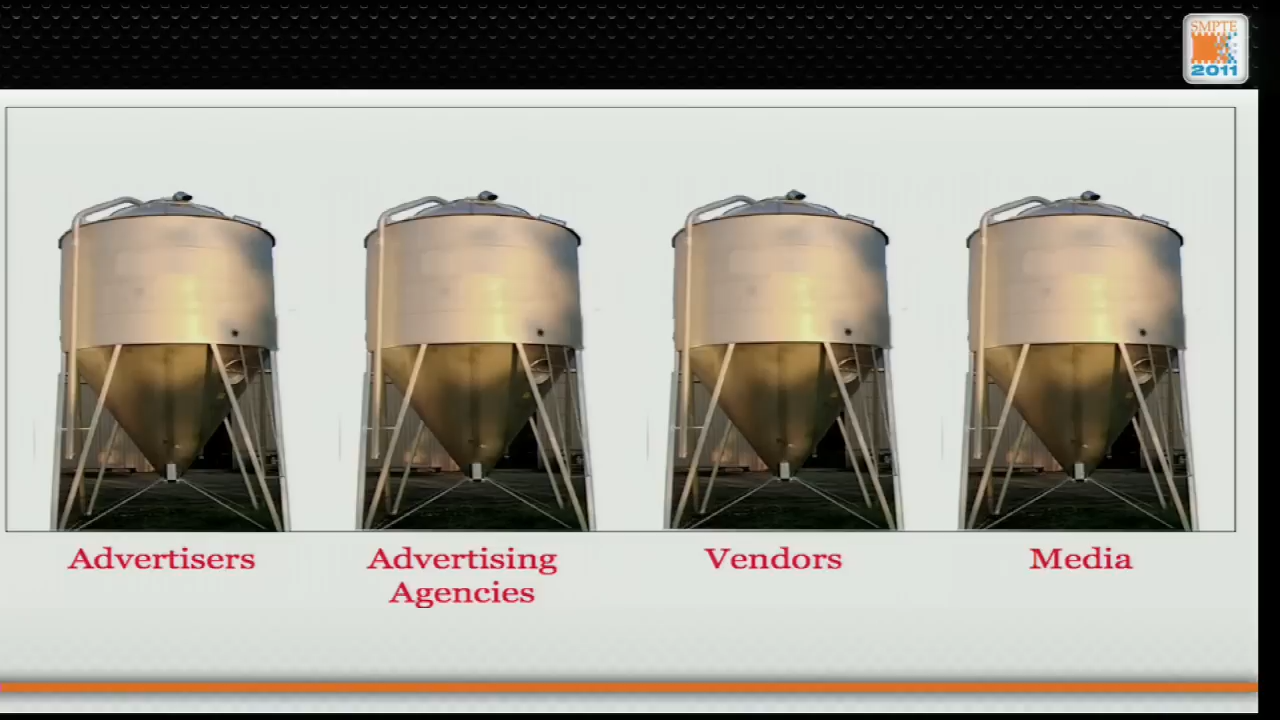 SMPTE
2011
Advertisers
Advertising
Agencies
Vendors
Media